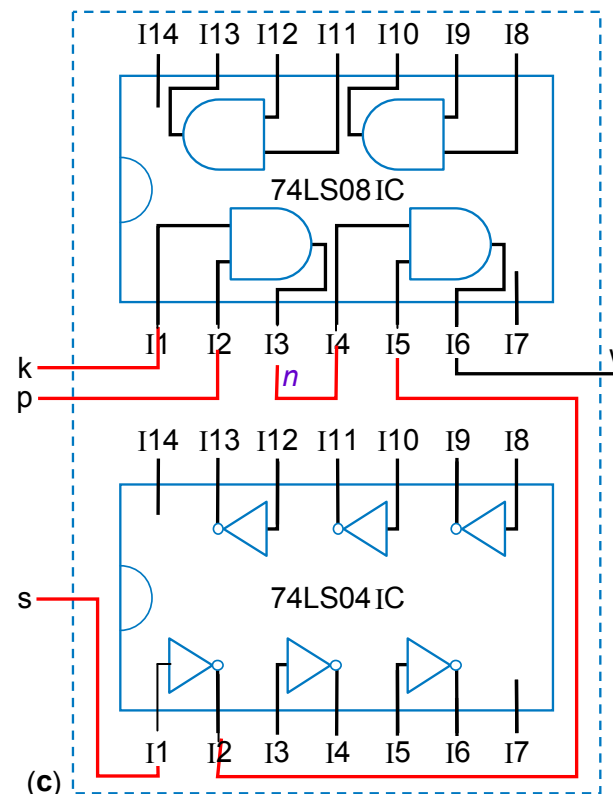 I14 I13 I12 I11 I10 I9 I8
74LS08 IC
I1 I2 I3 I4 I5 I6 I7
k
n
p
I14 I13 I12 I11 I10 I9 I8
s
74LS04 IC
I1 I2 I3 I4 I5 I6 I7
(c)